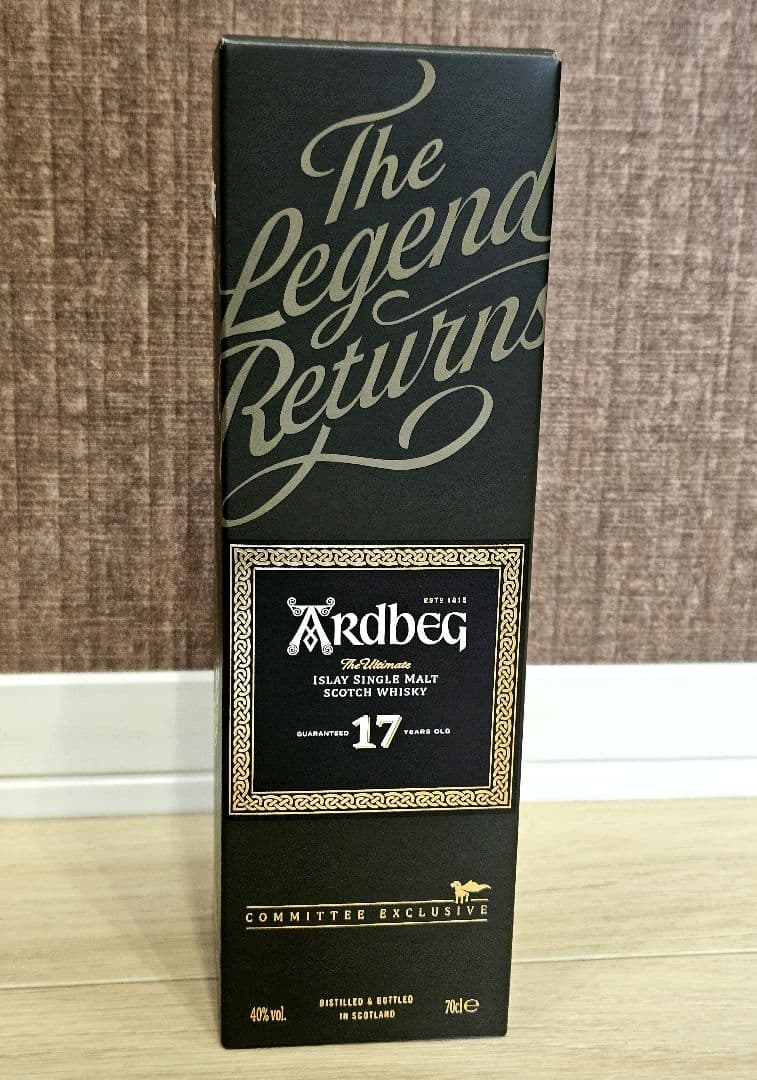 The
Legend
Returns
ESTD 1815
ARDBEG
The Ultimate
ISLAY SINGLE MALT
SCOTCH WHISKY
GUARANTEED 17 YEARS OLD
COMMITTEE EXCLUSIVE
40% vol.
DISTILLED & BOTTLED
IN SCOTLAND
70cl ℮